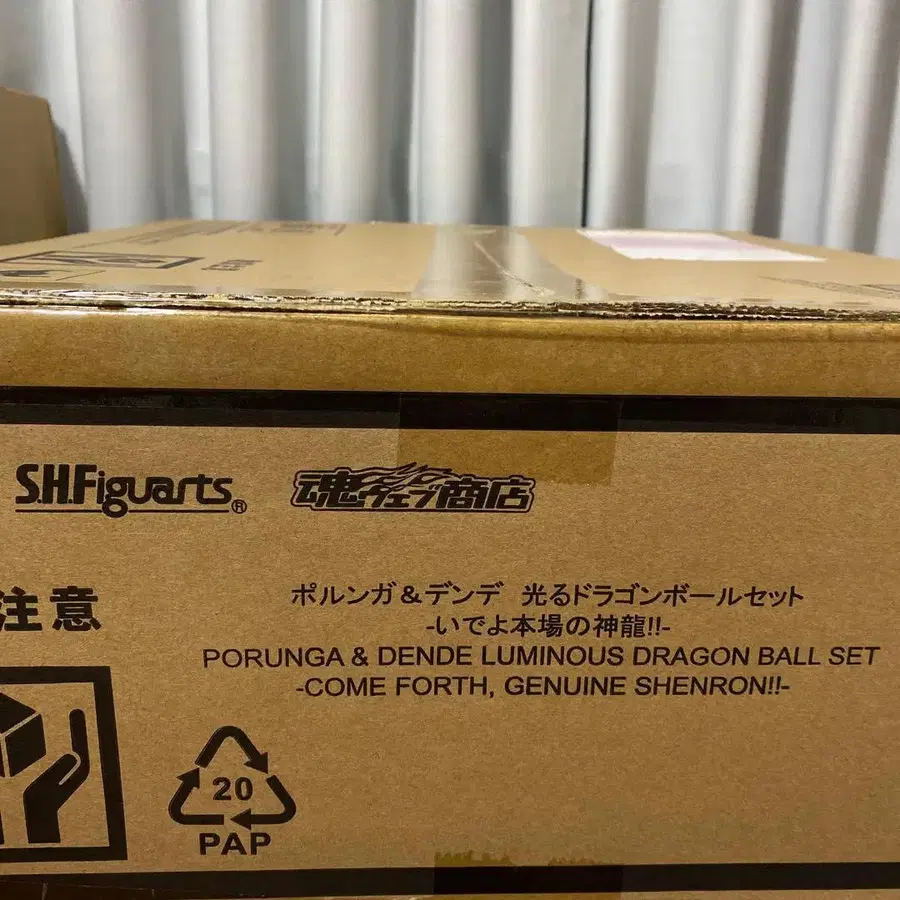 S.H.Figuarts®
魂ウェブ商店
注意
ポルンガ&デンデ 光るドラゴンボールセット
-いでよ本場の神龍!!-
PORUNGA & DENDE LUMINOUS DRAGON BALL SET
-COME FORTH, GENUINE SHENRON!!-
20
PAP